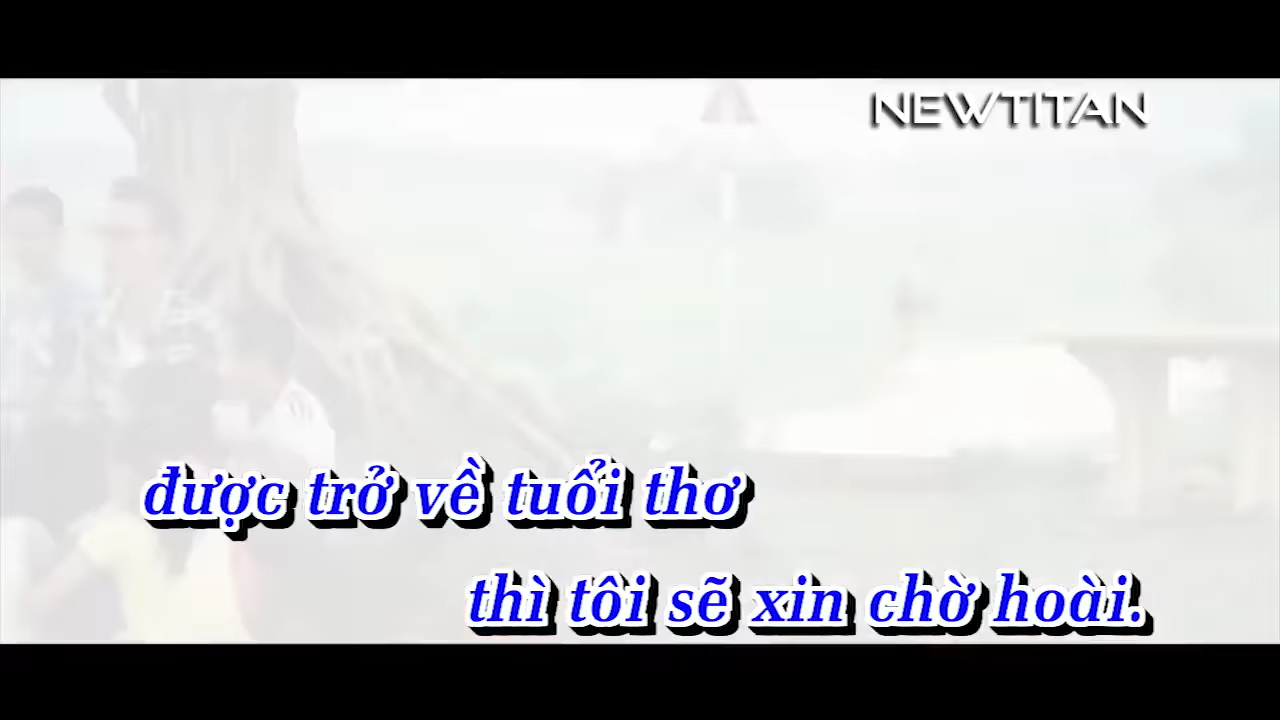 NEWTITAN
được trở về tuổi thơ
thì tôi sẽ xin chờ hoài.